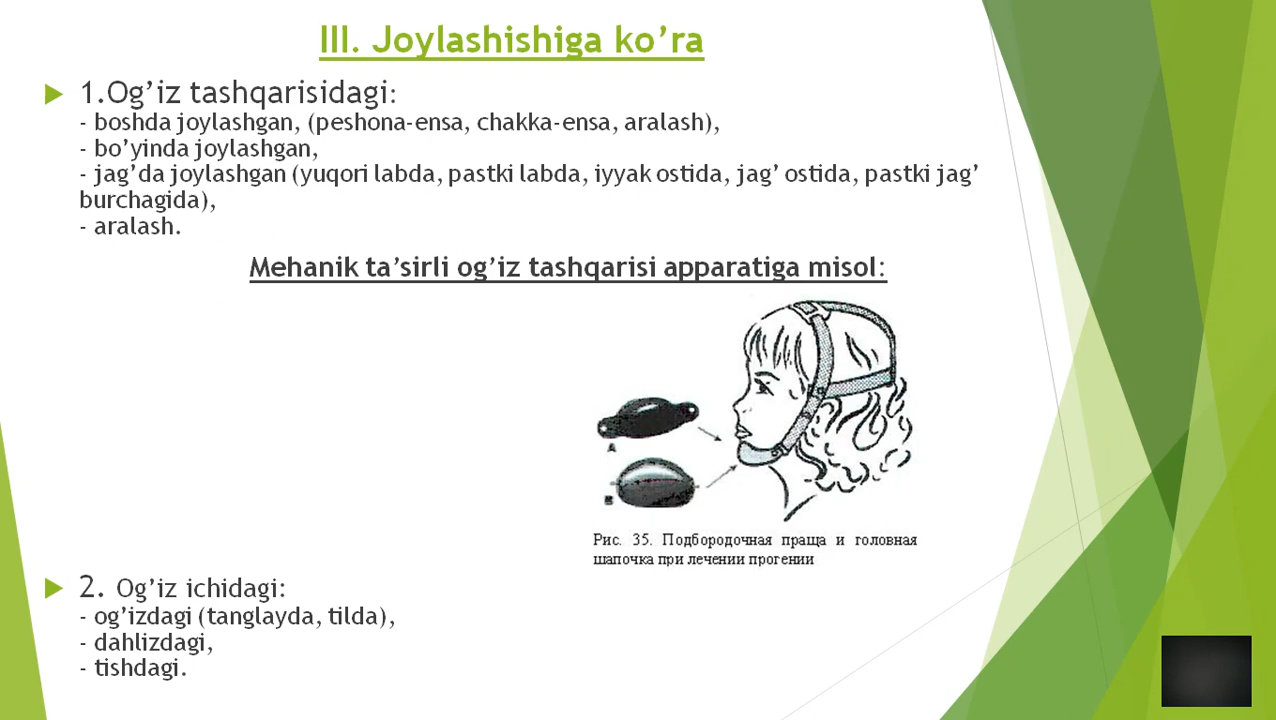 III. Joylashishiga ko’ra
1.Og’iz tashqarisidagi:
- boshda joylashgan, (peshona-ensa, chakka-ensa, aralash),
- bo’yinda joylashgan,
- jag’da joylashgan (yuqori labda, pastki labda, iyyak ostida, jag’ ostida, pastki jag’
burchagida),
- aralash.
Mehanik ta’sirli og’iz tashqarisi apparatiga misol:
А
Рис. 35. Подбородочная праща и головная
шапочка при лечении прогении
2. Og’iz ichidagi:
- og’izdagi (tanglayda, tilda),
- dahlizdagi,
- tishdagi.